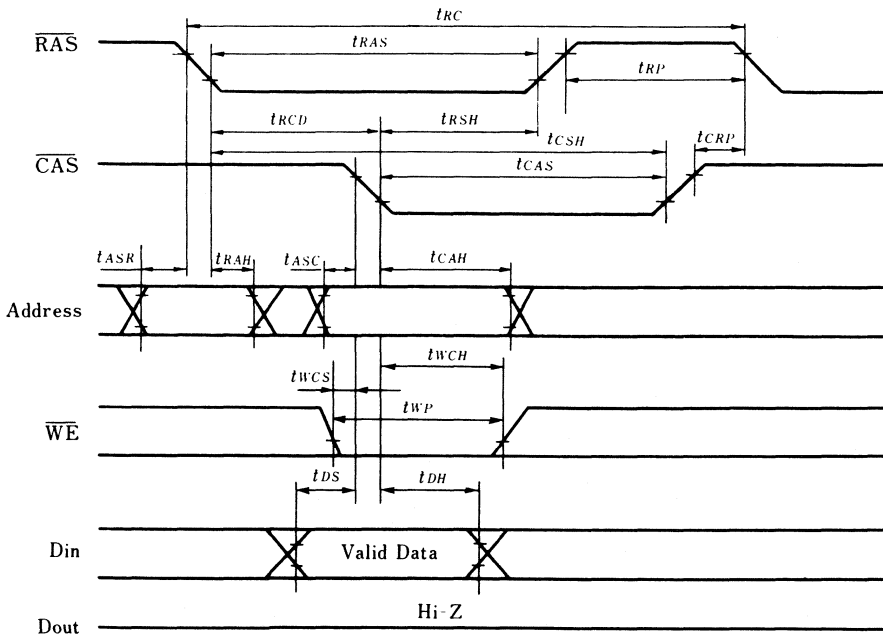 tRC
RAS
tRAS
tRP
tRCD
tRSH
tCSH
tCRP
CAS
tCAS
tASR
tRAH
tASC
tCAH
Address
tWCH
tWCS
tWP
WE
tDS
tDH
Din
Valid Data
Hi-Z
Dout